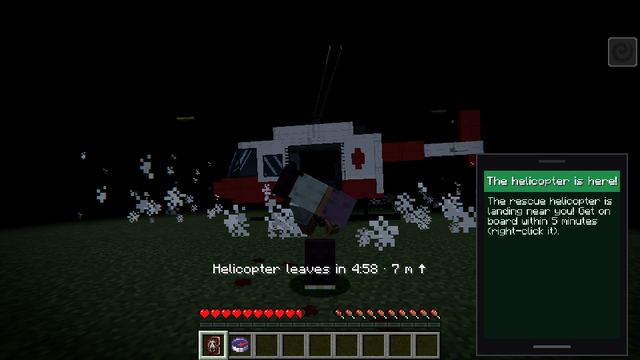 The helicopter is here!
The rescue helicopter is
landing near you! Get on
board within 5 minutes
(right-click it).
Helicopter leaves in 4:58 · 7 m ↑